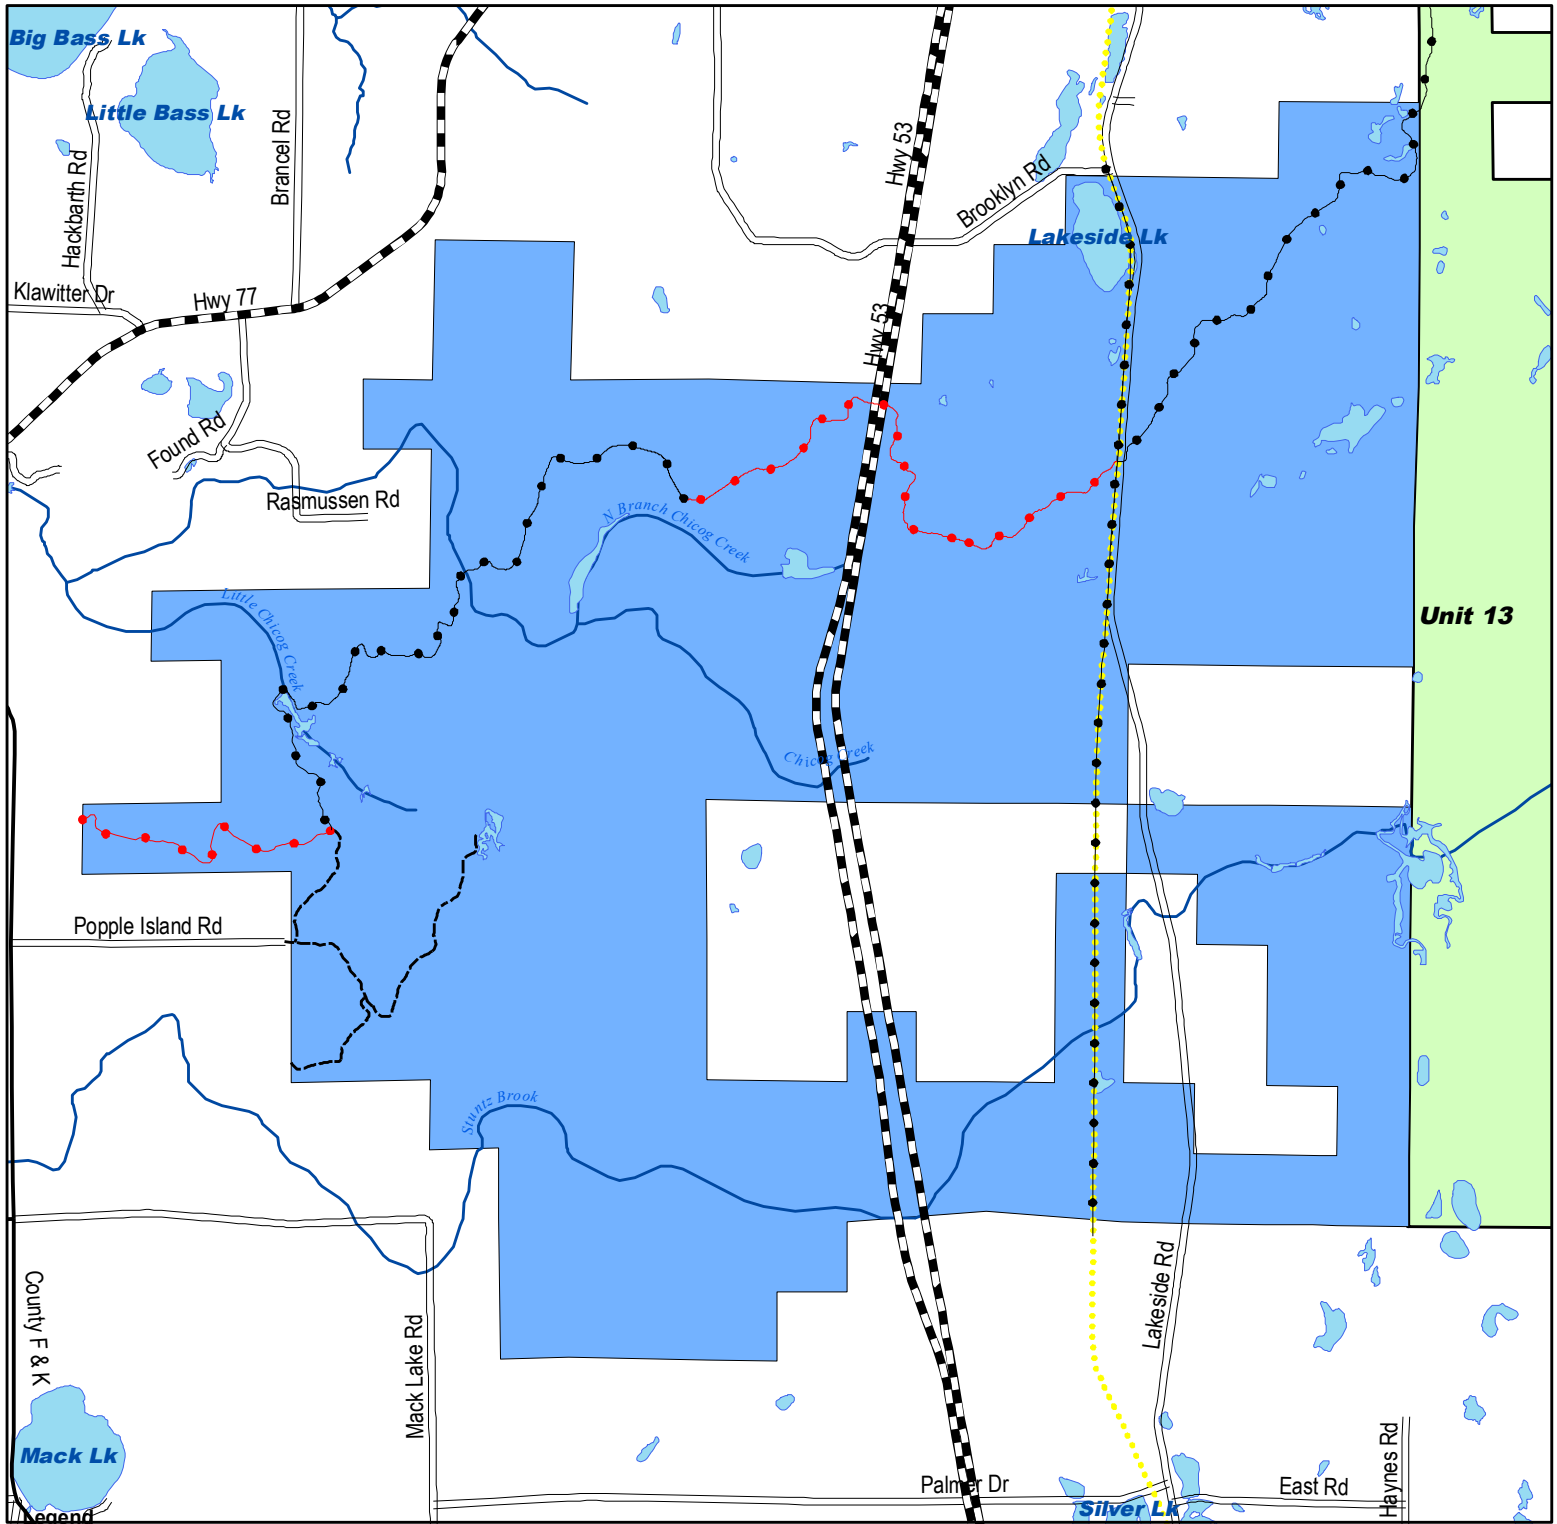 Big Bass Lk
Little Bass Lk
Hackbarth Rd
Brancel Rd
Hwy 53
Brooklyn Rd
Lakeside Lk
Klawitter Dr
Hwy 77
Hwy 53
Found Rd
Rasmussen Rd
N Branch Chicog Creek
Little Chicog Creek
Unit 13
Chicog Creek
Popple Island Rd
Stuntz Brook
County F & K
Mack Lake Rd
Lakeside Rd
Mack Lk
Palmer Dr
East Rd
Haynes Rd
Silver Lk
Legend